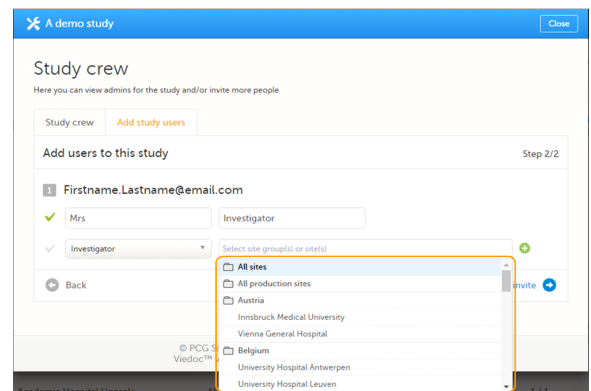 A demo study
Close
Study crew
Here you can view admins for the study and/or invite more people
Study crew
Add study users
Add users to this study
Step 2/2
1 Firstname.Lastname@email.com
Mrs
Investigator
Investigator
Select site group(s) or site(s)
All sites
All production sites
Austria
Innsbruck Medical University
Vienna General Hospital
Belgium
University Hospital Antwerpen
University Hospital Leuven
Back
invite
© PCG S
Viedoc™